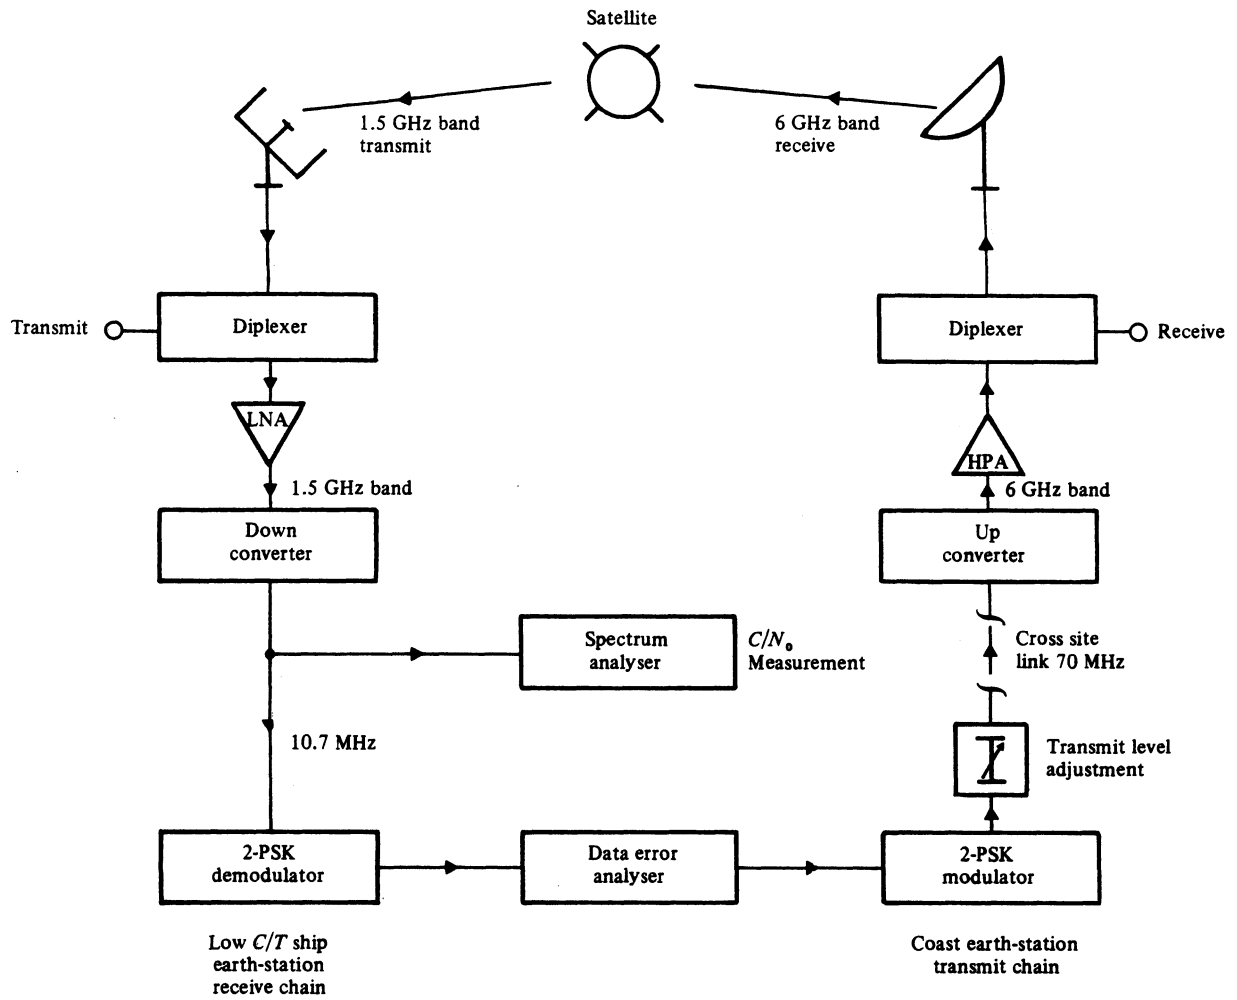 Satellite
1.5 GHz band
transmit
6 GHz band
receive
Transmit
Diplexer
Diplexer
Receive
LNA
HPA
1.5 GHz band
6 GHz band
Down
converter
Up
converter
Spectrum
analyser
C/N₀
Measurement
Cross site
link 70 MHz
10.7 MHz
Transmit level
adjustment
2-PSK
demodulator
Data error
analyser
2-PSK
modulator
Low C/T ship
earth-station
receive chain
Coast earth-station
transmit chain